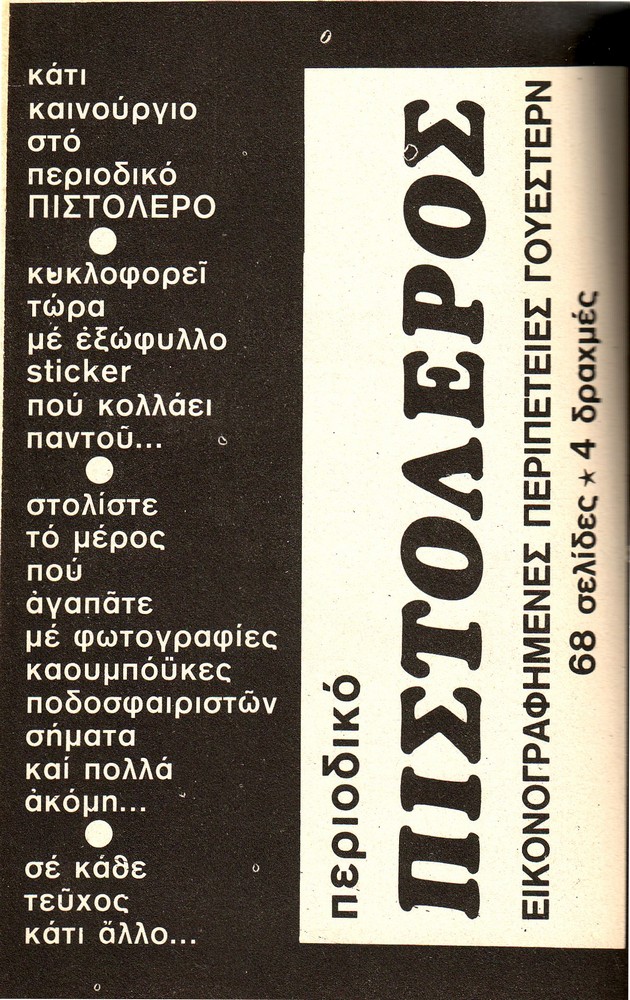 κάτι
καινούργιο
στό
περιοδικό
ΠΙΣΤΟΛΕΡΟ
κυκλοφορεῖ
τώρα
μέ ἐξώφυλλο
sticker
πού κολλάει
παντοῦ...
στολίστε
τό μέρος
πού
ἀγαπᾶτε
μέ φωτογραφίες
καουμπόϋκες
ποδοσφαιριστῶν
σήματα
καί πολλά
ἀκόμη...
σέ κάθε
τεῦχος
κάτι ἄλλο...
περιοδικό
ΠΙΣΤΟΛΕΡΟΣ
ΕΙΚΟΝΟΓΡΑΦΗΜΕΝΕΣ ΠΕΡΙΠΕΤΕΙΕΣ ΓΟΥΕΣΤΕΡΝ
68 σελίδες ★ 4 δραχμές